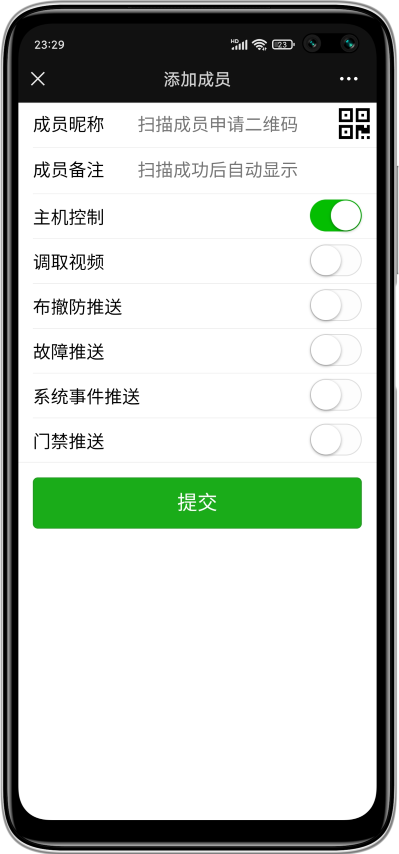 23:29
HD
23
添加成员
成员昵称 扫描成员申请二维码
成员备注 扫描成功后自动显示
主机控制
调取视频
布撤防推送
故障推送
系统事件推送
门禁推送
提交